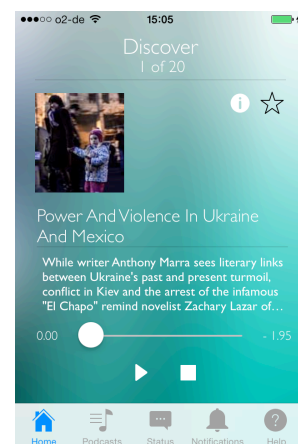 o2-de 15:05
Discover
1 of 20
Power And Violence In Ukraine
And Mexico
While writer Anthony Marra sees literary links
between Ukraine's past and present turmoil,
conflict in Kiev and the arrest of the infamous
"El Chapo" remind novelist Zachary Lazar of…
0.00 - 1.95
Home Podcasts Status Notifications Help